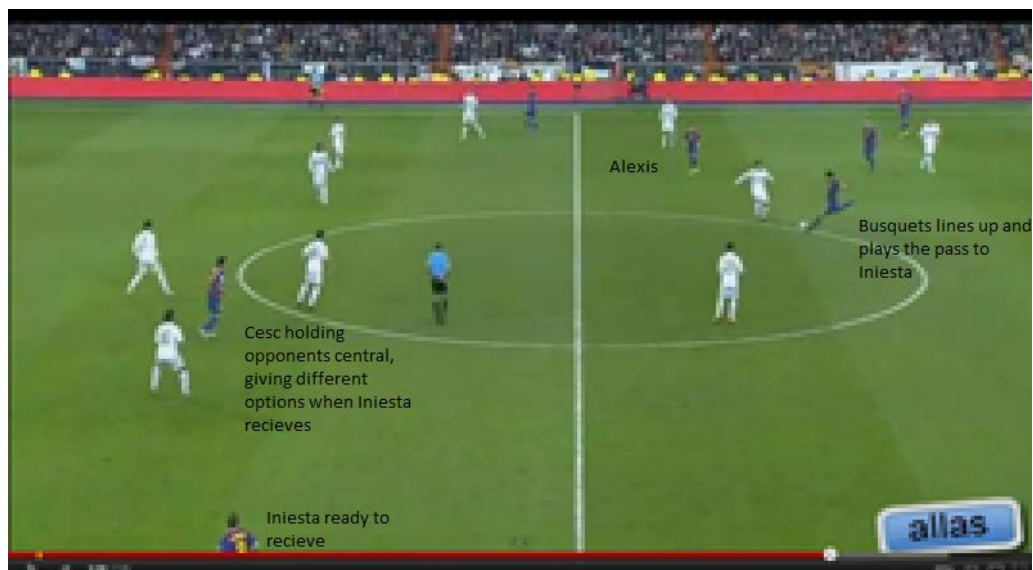 Alexis
Busquets lines up and
plays the pass to
Iniesta
Cesc holding
opponents central,
giving different
options when Iniesta
recieves
Iniesta ready to
recieve
allas